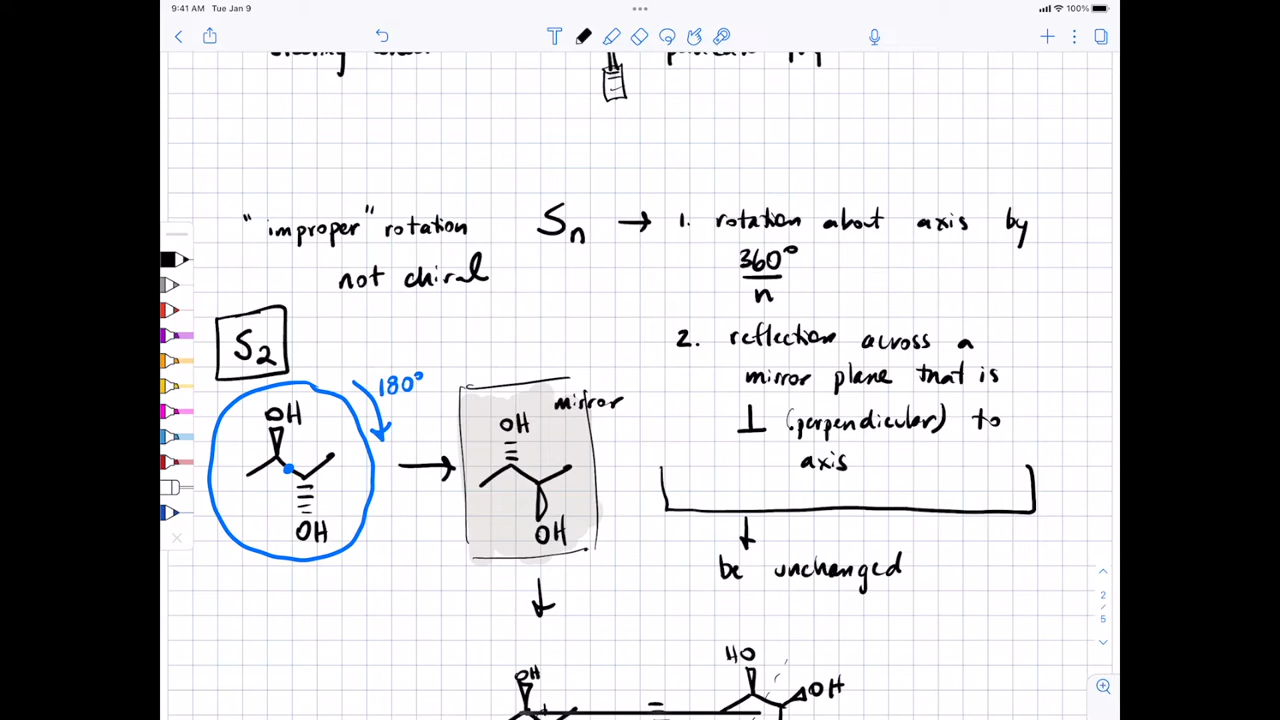 9:41 AM Tue Jan 9
100%
"improper" rotation
not chiral
Sn → 1. rotation about axis by
360°
n
2. reflection across a
mirror plane that is
⊥ (perpendicular) to
axis
be unchanged
S2
180°
OH
OH
mirror
OH
OH
OH
HO
OH
2
/
5